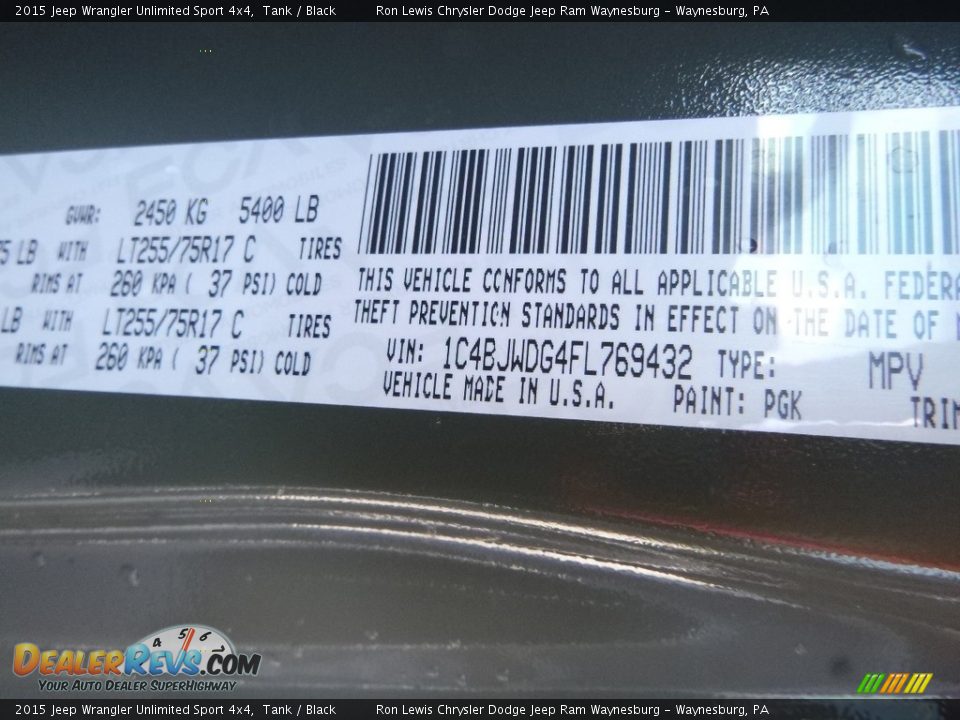 2015 Jeep Wrangler Unlimited Sport 4x4, Tank / Black Ron Lewis Chrysler Dodge Jeep Ram Waynesburg - Waynesburg, PA
GVWR: 2450 KG 5400 LB
LB WITH LT255/75R17 C TIRES
RIMS AT 260 KPA ( 37 PSI) COLD
LB WITH LT255/75R17 C TIRES
RIMS AT 260 KPA ( 37 PSI) COLD
THIS VEHICLE CONFORMS TO ALL APPLICABLE U.S.A. FEDERA
THEFT PREVENTION STANDARDS IN EFFECT ON THE DATE OF
VIN: 1C4BJWDG4FL769432 TYPE: MPV
VEHICLE MADE IN U.S.A. PAINT: PGK TRIM
4 5 6
DEALERREVS.COM
YOUR AUTO DEALER SUPERHIGHWAY
2015 Jeep Wrangler Unlimited Sport 4x4, Tank / Black Ron Lewis Chrysler Dodge Jeep Ram Waynesburg - Waynesburg, PA